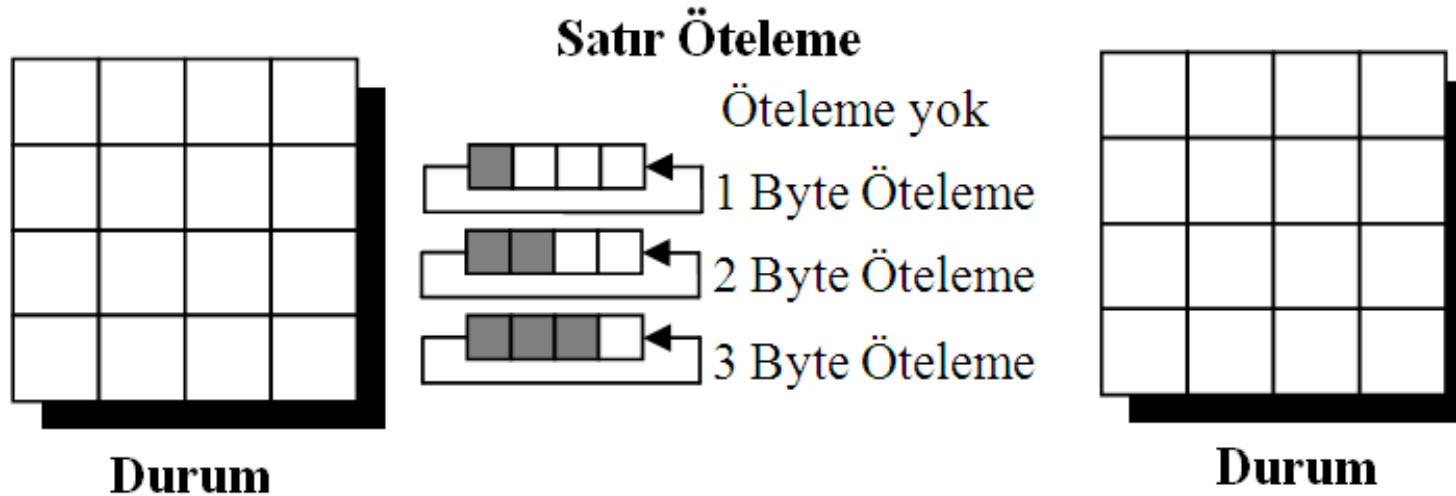 Satır Öteleme
Öteleme yok
1 Byte Öteleme
2 Byte Öteleme
3 Byte Öteleme
Durum
Durum